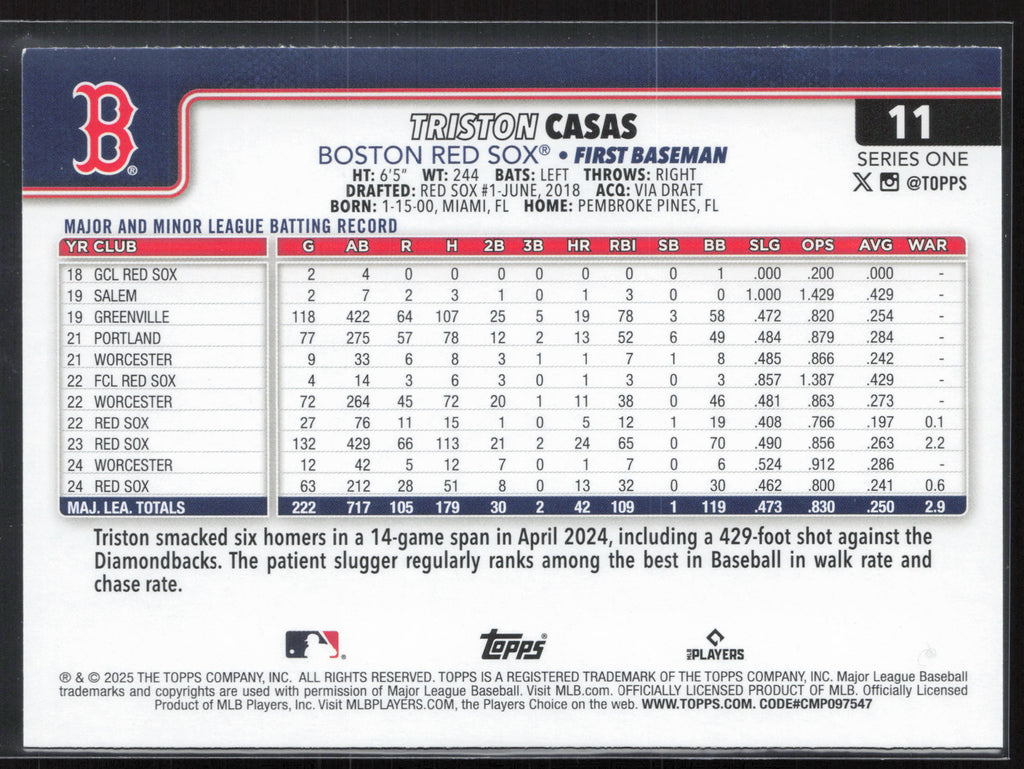 B®
11
TRISTON CASAS
SERIES ONE
BOSTON RED SOX® • FIRST BASEMAN
X @TOPPS
HT: 6'5" WT: 244 BATS: LEFT THROWS: RIGHT
DRAFTED: RED SOX #1-JUNE, 2018 ACQ: VIA DRAFT
BORN: 1-15-00, MIAMI, FL HOME: PEMBROKE PINES, FL
MAJOR AND MINOR LEAGUE BATTING RECORD
YR CLUB G AB R H 2B 3B HR RBI SB BB SLG OPS AVG WAR
18 GCL RED SOX 2 4 0 0 0 0 0 0 0 1 .000 .200 .000 -
19 SALEM 2 7 2 3 1 0 1 3 0 0 1.000 1.429 .429 -
19 GREENVILLE 118 422 64 107 25 5 19 78 3 58 .472 .820 .254 -
21 PORTLAND 77 275 57 78 12 2 13 52 6 49 .484 .879 .284 -
21 WORCESTER 9 33 6 8 3 1 1 7 1 8 .485 .866 .242 -
22 FCL RED SOX 4 14 3 6 3 0 1 3 0 3 .857 1.387 .429 -
22 WORCESTER 72 264 45 72 20 1 11 38 0 46 .481 .863 .273 -
22 RED SOX 27 76 11 15 1 0 5 12 1 19 .408 .766 .197 0.1
23 RED SOX 132 429 66 113 21 2 24 65 0 70 .490 .856 .263 2.2
24 WORCESTER 12 42 5 12 7 0 1 7 0 6 .524 .912 .286 -
24 RED SOX 63 212 28 51 8 0 13 32 0 30 .462 .800 .241 0.6
MAJ. LEA. TOTALS 222 717 105 179 30 2 42 109 1 119 .473 .830 .250 2.9
Triston smacked six homers in a 14-game span in April 2024, including a 429-foot shot against the
Diamondbacks. The patient slugger regularly ranks among the best in Baseball in walk rate and
chase rate.
topps® MLB PLAYERS
® & © 2025 THE TOPPS COMPANY, INC. ALL RIGHTS RESERVED. TOPPS IS A REGISTERED TRADEMARK OF THE TOPPS COMPANY, INC. Major League Baseball
trademarks and copyrights are used with permission of Major League Baseball. Visit MLB.com. OFFICIALLY LICENSED PRODUCT OF MLB. Officially Licensed
Product of MLB Players, Inc. Visit MLBPLAYERS.COM, the Players Choice on the web. WWW.TOPPS.COM. CODE#CMP097547